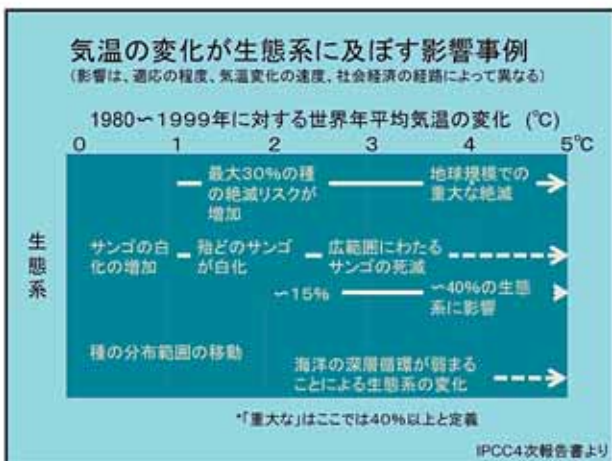 気温の変化が生態系に及ぼす影響事例
(影響は、適応の程度、気温変化の速度、社会経済の経路によって異なる)
1980〜1999年に対する世界年平均気温の変化 (℃)
0 1 2 3 4 5℃
生態系
最大30%の種
の絶滅リスクが
増加
地球規模での
重大な絶滅
サンゴの白
化の増加
殆どのサンゴ
が白化
広範囲にわたる
サンゴの死滅
〜15%
〜40%の生態
系に影響
種の分布範囲の移動
海洋の深層循環が弱まる
ことによる生態系の変化
*「重大な」はここでは40%以上と定義
IPCC4次報告書より